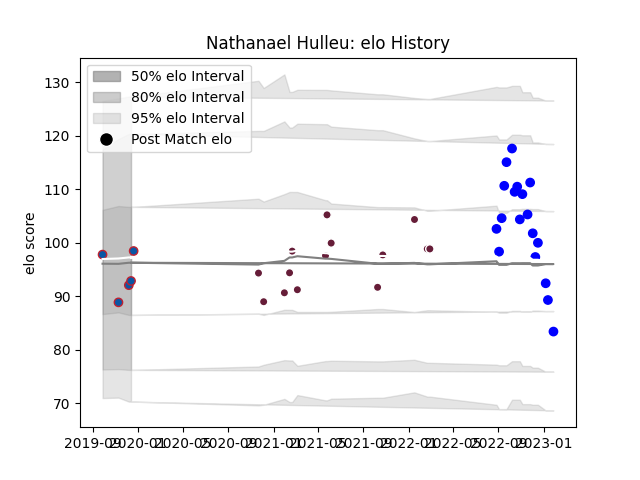 Nathanael Hulleu: elo History
50% elo Interval
80% elo Interval
95% elo Interval
Post Match elo
elo score
130
120
110
100
90
80
70
2019-09 2020-01 2020-05 2020-09 2021-01 2021-05 2021-09 2022-01 2022-05 2022-09 2023-01